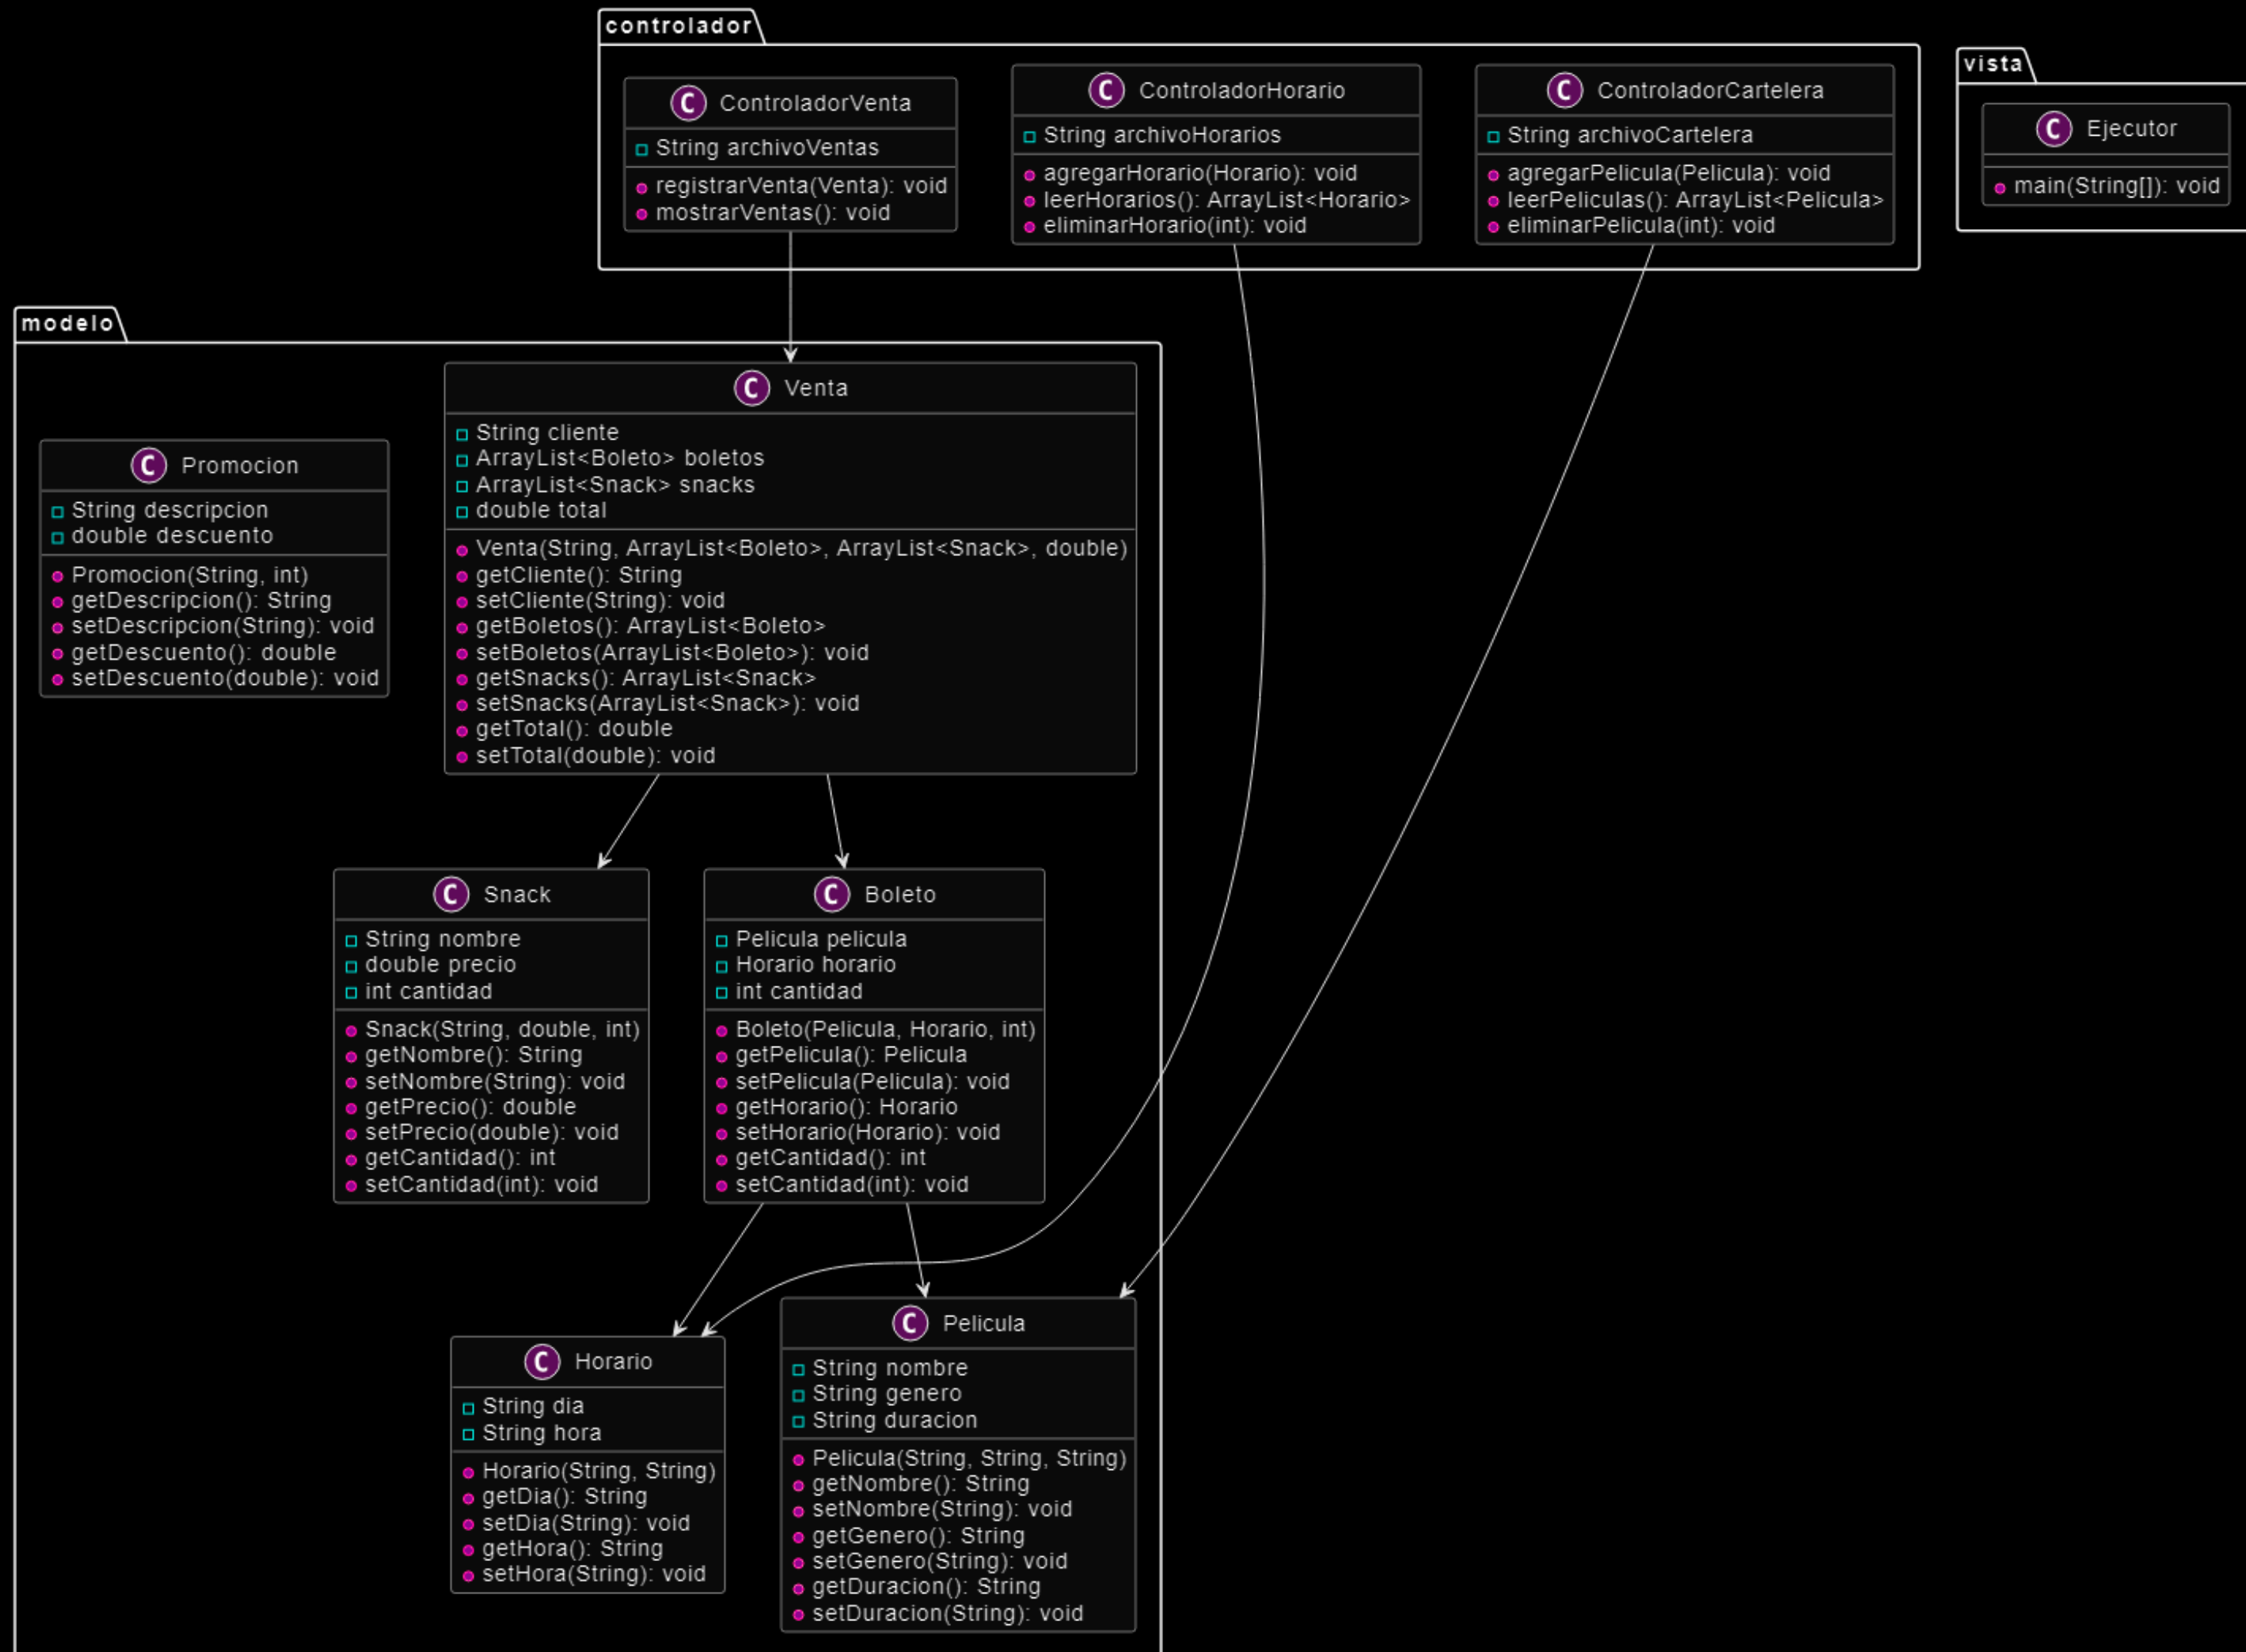 controlador
C ControladorVenta
String archivoVentas
registrarVenta(Venta): void
mostrarVentas(): void
C ControladorHorario
String archivoHorarios
agregarHorario(Horario): void
leerHorarios(): ArrayList<Horario>
eliminarHorario(int): void
C ControladorCartelera
String archivoCartelera
agregarPelicula(Pelicula): void
leerPeliculas(): ArrayList<Pelicula>
eliminarPelicula(int): void
vista
C Ejecutor
main(String[]): void
modelo
C Promocion
String descripcion
double descuento
Promocion(String, int)
getDescripcion(): String
setDescripcion(String): void
getDescuento(): double
setDescuento(double): void
C Venta
String cliente
ArrayList<Boleto> boletos
ArrayList<Snack> snacks
double total
Venta(String, ArrayList<Boleto>, ArrayList<Snack>, double)
getCliente(): String
setCliente(String): void
getBoletos(): ArrayList<Boleto>
setBoletos(ArrayList<Boleto>): void
getSnacks(): ArrayList<Snack>
setSnacks(ArrayList<Snack>): void
getTotal(): double
setTotal(double): void
C Snack
String nombre
double precio
int cantidad
Snack(String, double, int)
getNombre(): String
setNombre(String): void
getPrecio(): double
setPrecio(double): void
getCantidad(): int
setCantidad(int): void
C Boleto
Pelicula pelicula
Horario horario
int cantidad
Boleto(Pelicula, Horario, int)
getPelicula(): Pelicula
setPelicula(Pelicula): void
getHorario(): Horario
setHorario(Horario): void
getCantidad(): int
setCantidad(int): void
C Horario
String dia
String hora
Horario(String, String)
getDia(): String
setDia(String): void
getHora(): String
setHora(String): void
C Pelicula
String nombre
String genero
String duracion
Pelicula(String, String, String)
getNombre(): String
setNombre(String): void
getGenero(): String
setGenero(String): void
getDuracion(): String
setDuracion(String): void